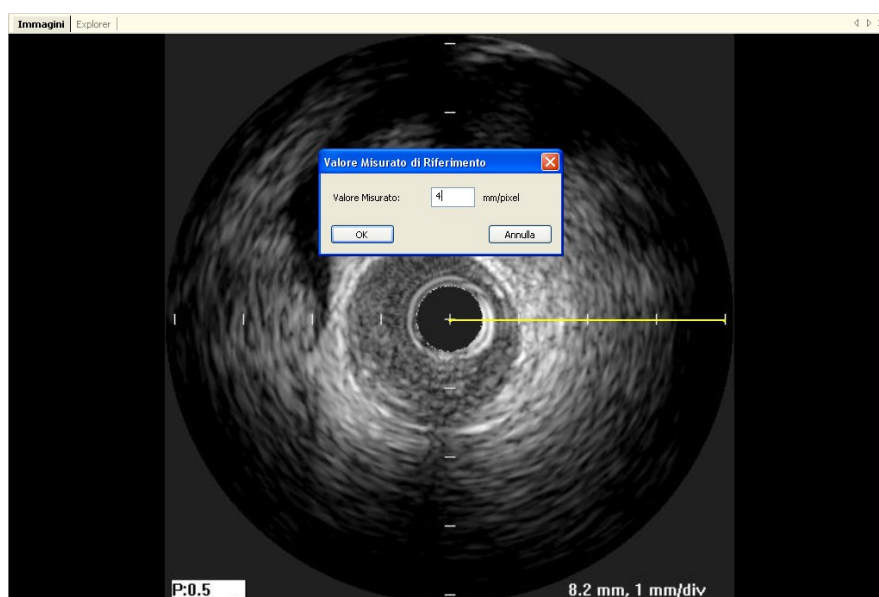 Immagini Explorer
Valore Misurato di Riferimento
Valore Misurato: 4 mm/pixel
OK Annulla
P:0.5 8.2 mm, 1 mm/div